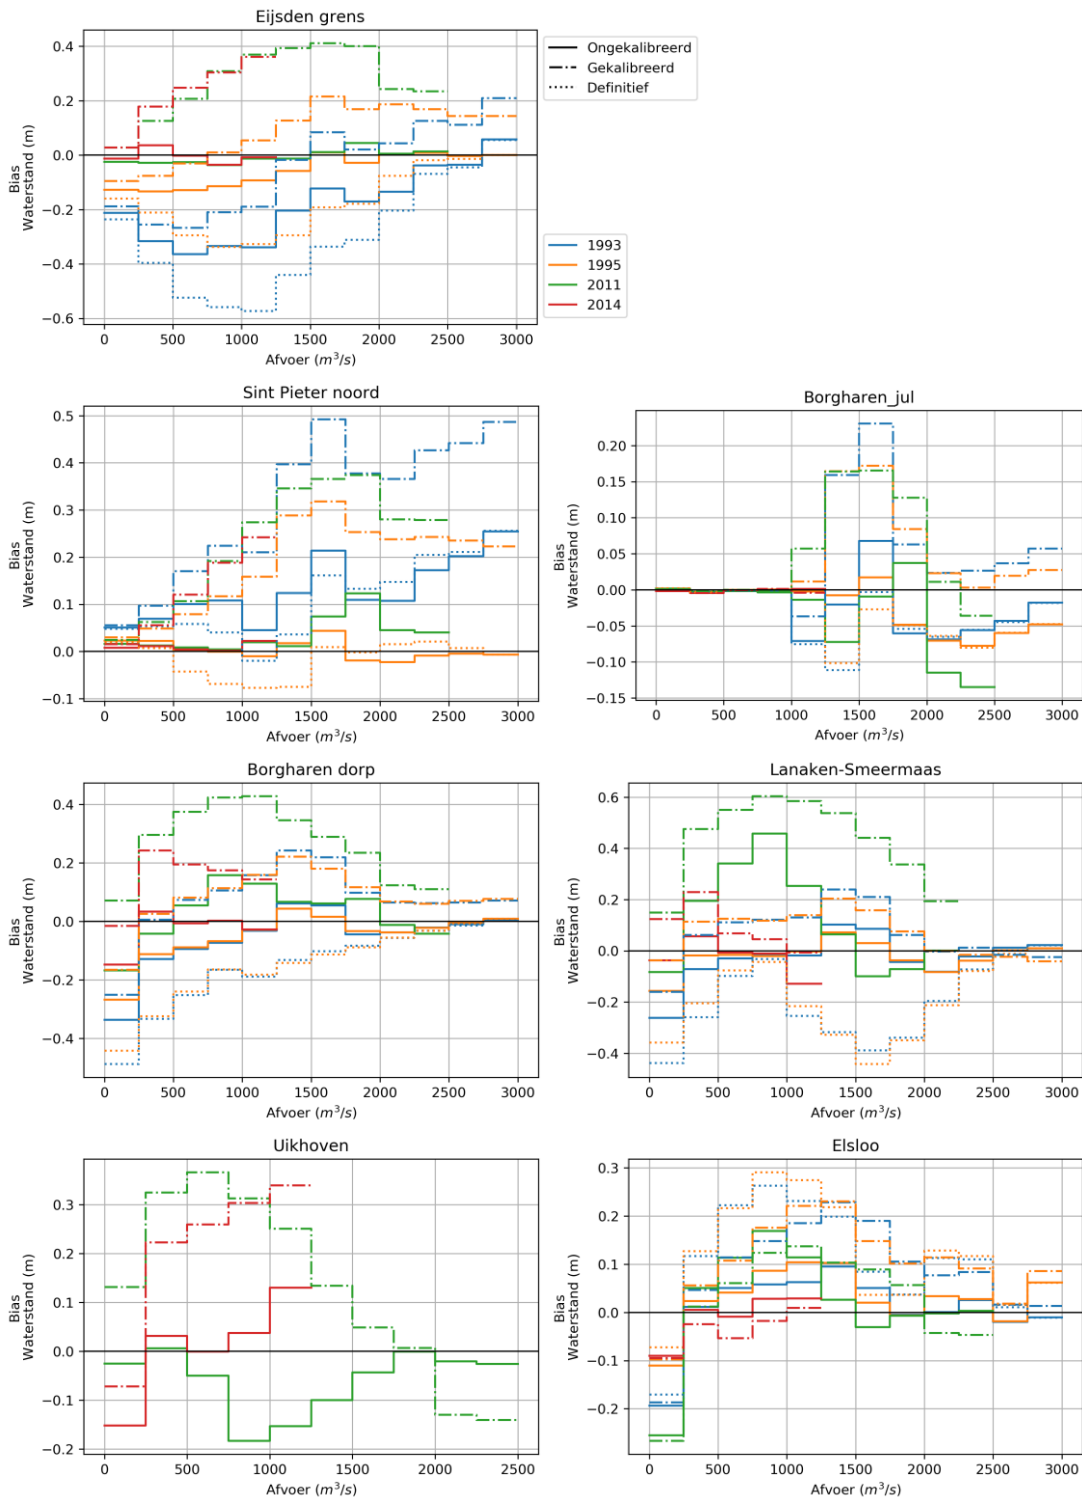 Eijsden grens
0.4
0.2
0.0
−0.2
−0.4
−0.6
Bias
Waterstand (m)
0 500 1000 1500 2000 2500 3000
Afvoer (m³/s)
Ongekalibreerd
Gekalibreerd
Definitief
1993
1995
2011
2014
Sint Pieter noord
0.5
0.4
0.3
0.2
0.1
0.0
−0.1
Bias
Waterstand (m)
0 500 1000 1500 2000 2500 3000
Afvoer (m³/s)
Borgharen_jul
0.20
0.15
0.10
0.05
0.00
−0.05
−0.10
−0.15
Bias
Waterstand (m)
0 500 1000 1500 2000 2500 3000
Afvoer (m³/s)
Borgharen dorp
0.4
0.2
0.0
−0.2
−0.4
Bias
Waterstand (m)
0 500 1000 1500 2000 2500 3000
Afvoer (m³/s)
Lanaken-Smeermaas
0.6
0.4
0.2
0.0
−0.2
−0.4
Bias
Waterstand (m)
0 500 1000 1500 2000 2500 3000
Afvoer (m³/s)
Uikhoven
0.3
0.2
0.1
0.0
−0.1
−0.2
Bias
Waterstand (m)
0 500 1000 1500 2000 2500
Afvoer (m³/s)
Elsloo
0.3
0.2
0.1
0.0
−0.1
−0.2
Bias
Waterstand (m)
0 500 1000 1500 2000 2500 3000
Afvoer (m³/s)